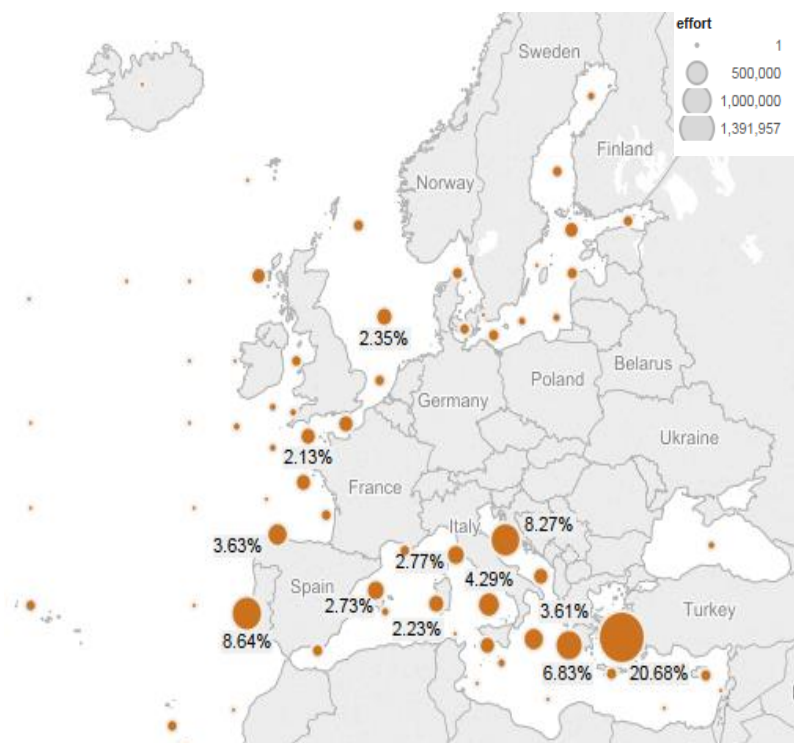 effort
1
500,000
1,000,000
1,391,957
Sweden
Finland
Norway
2.35%
Belarus
Poland
Germany
Ukraine
2.13%
France
3.63%
Italy
8.27%
2.77%
4.29%
Spain
2.73%
3.61%
Turkey
2.23%
8.64%
6.83%
20.68%